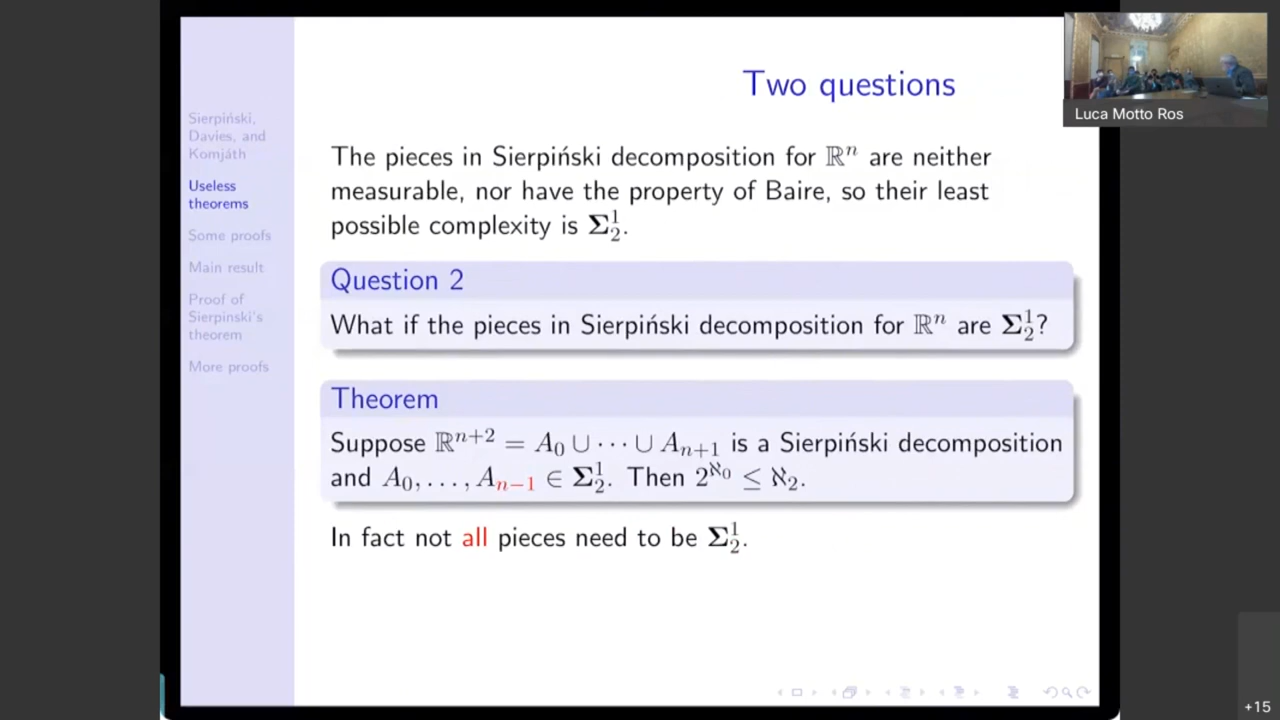 Two questions
Luca Motto Ros
Sierpiński,
Davies, and
Komjáth
Useless
theorems
Some proofs
Main result
Proof of
Sierpinski's
theorem
More proofs
The pieces in Sierpiński decomposition for ℝⁿ are neither
measurable, nor have the property of Baire, so their least
possible complexity is 𝚺¹₂.
Question 2
What if the pieces in Sierpiński decomposition for ℝⁿ are 𝚺¹₂?
Theorem
Suppose ℝⁿ⁺² = A₀ ∪ ⋯ ∪ Aₙ₊₁ is a Sierpiński decomposition
and A₀, …, Aₙ₋₁ ∈ 𝚺¹₂. Then 2^ℵ₀ ≤ ℵ₂.
In fact not all pieces need to be 𝚺¹₂.
+15